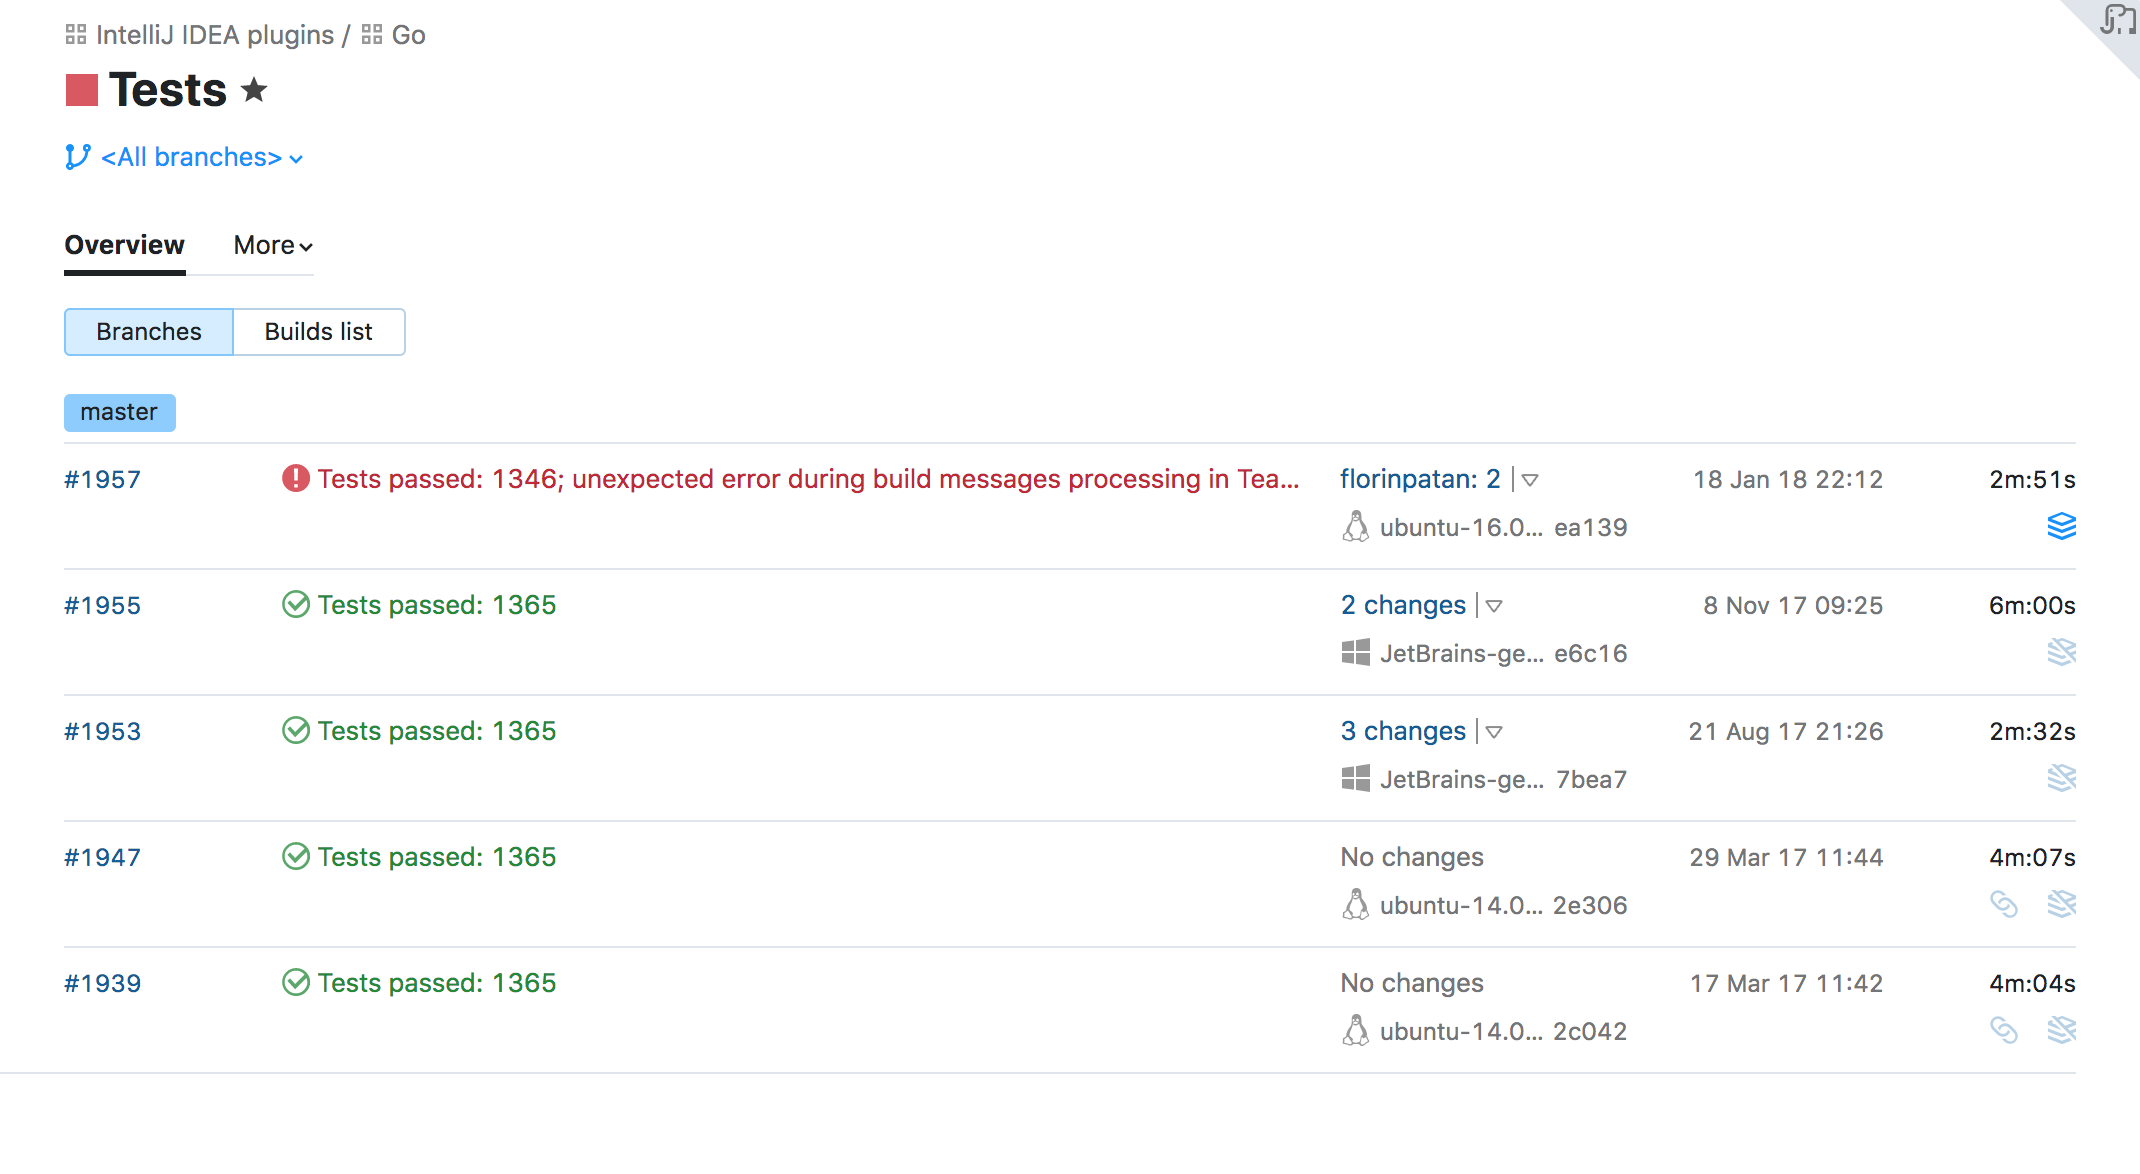 IntelliJ IDEA plugins / Go
Tests
<All branches>
Overview More
Branches Builds list
master
#1957 Tests passed: 1346; unexpected error during build messages processing in Tea... florinpatan: 2 18 Jan 18 22:12 2m:51s
ubuntu-16.0... ea139
#1955 Tests passed: 1365 2 changes 8 Nov 17 09:25 6m:00s
JetBrains-ge... e6c16
#1953 Tests passed: 1365 3 changes 21 Aug 17 21:26 2m:32s
JetBrains-ge... 7bea7
#1947 Tests passed: 1365 No changes 29 Mar 17 11:44 4m:07s
ubuntu-14.0... 2e306
#1939 Tests passed: 1365 No changes 17 Mar 17 11:42 4m:04s
ubuntu-14.0... 2c042